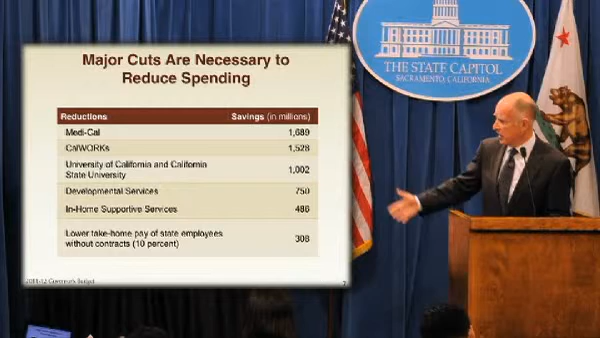 THE STATE CAPITOL
SACRAMENTO, CALIFORNIA
Major Cuts Are Necessary to
Reduce Spending
Reductions Savings (in millions)
Medi-Cal 1,689
CalWORKs 1,528
University of California and California
State University 1,002
Developmental Services 750
In-Home Supportive Services 486
Lower take-home pay of state employees
without contracts (10 percent) 308
2011-12 Governor's Budget